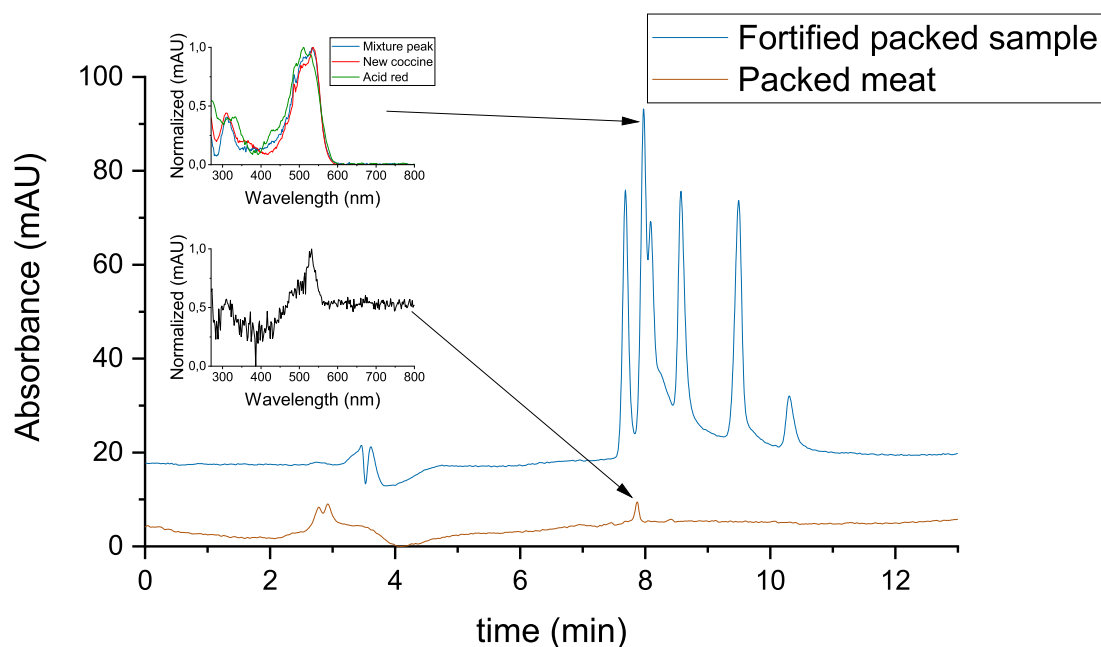 Fortified packed sample
Packed meat
100
80
60
40
20
0
Absorbance (mAU)
0 2 4 6 8 10 12
time (min)
1,0
0,5
0,0
Normalized (mAU)
Mixture peak
New coccine
Acid red
300 400 500 600 700 800
Wavelength (nm)
1,0
0,5
0,0
Normalized (mAU)
300 400 500 600 700 800
Wavelength (nm)